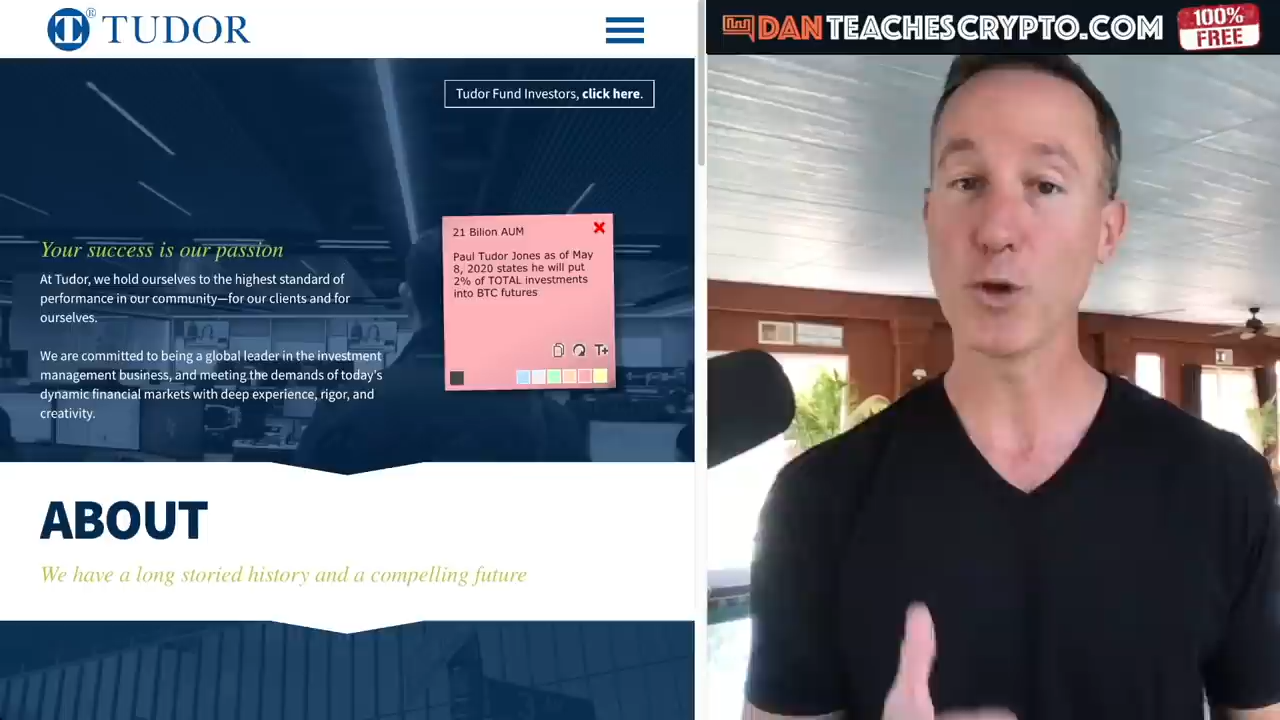 TUDOR
Tudor Fund Investors, click here.
Your success is our passion
At Tudor, we hold ourselves to the highest standard of
performance in our community—for our clients and for
ourselves.
We are committed to being a global leader in the investment
management business, and meeting the demands of today's
dynamic financial markets with deep experience, rigor, and
creativity.
21 Bilion AUM
Paul Tudor Jones as of May
8, 2020 states he will put
2% of TOTAL investments
into BTC futures
T+
ABOUT
We have a long storied history and a compelling future
DANTEACHESCRYPTO.COM
100%
FREE